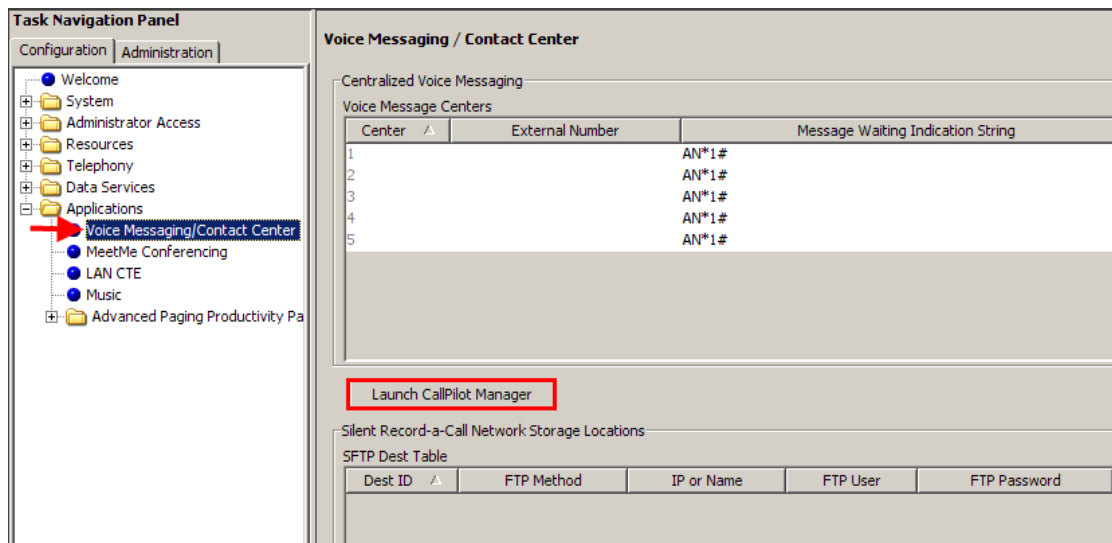 Task Navigation Panel
Configuration
Administration
Welcome
System
Administrator Access
Resources
Telephony
Data Services
Applications
Voice Messaging/Contact Center
MeetMe Conferencing
LAN CTE
Music
Advanced Paging Productivity Pa
Voice Messaging / Contact Center
Centralized Voice Messaging
Voice Message Centers
Center External Number Message Waiting Indication String
1 AN*1#
2 AN*1#
3 AN*1#
4 AN*1#
5 AN*1#
Launch CallPilot Manager
Silent Record-a-Call Network Storage Locations
SFTP Dest Table
Dest ID FTP Method IP or Name FTP User FTP Password